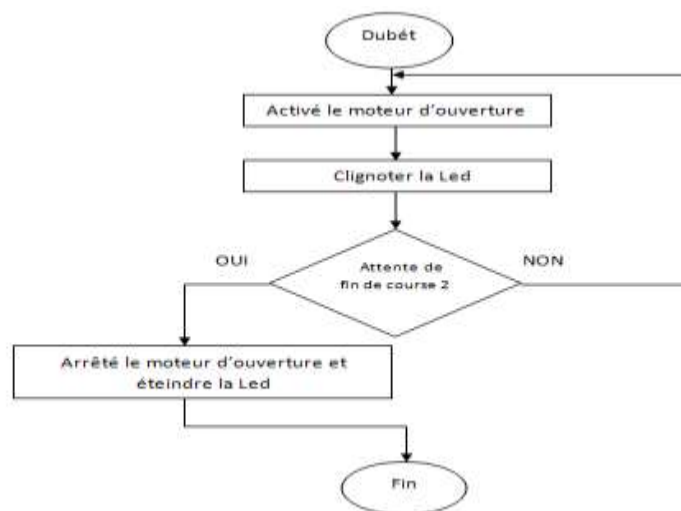 Dubét
Activé le moteur d'ouverture
Clignoter la Led
OUI
NON
Attente de
fin de course 2
Arrêté le moteur d'ouverture et
éteindre la Led
Fin